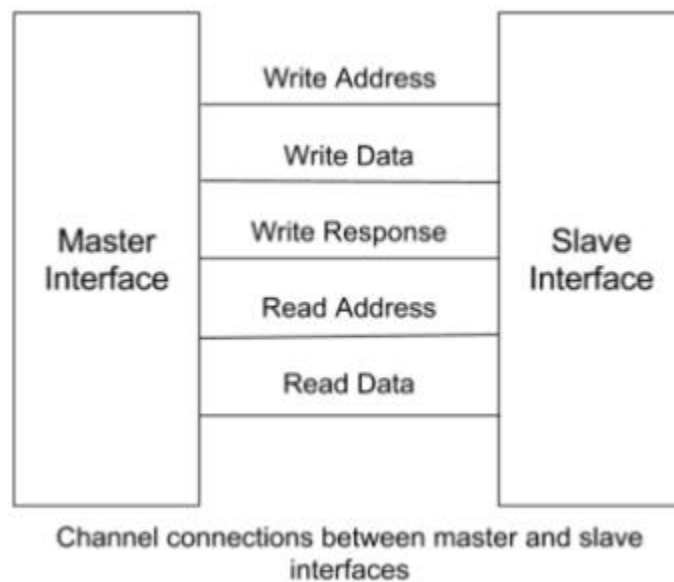 Write Address
Write Data
Master
Interface
Write Response
Slave
Interface
Read Address
Read Data
Channel connections between master and slave
interfaces